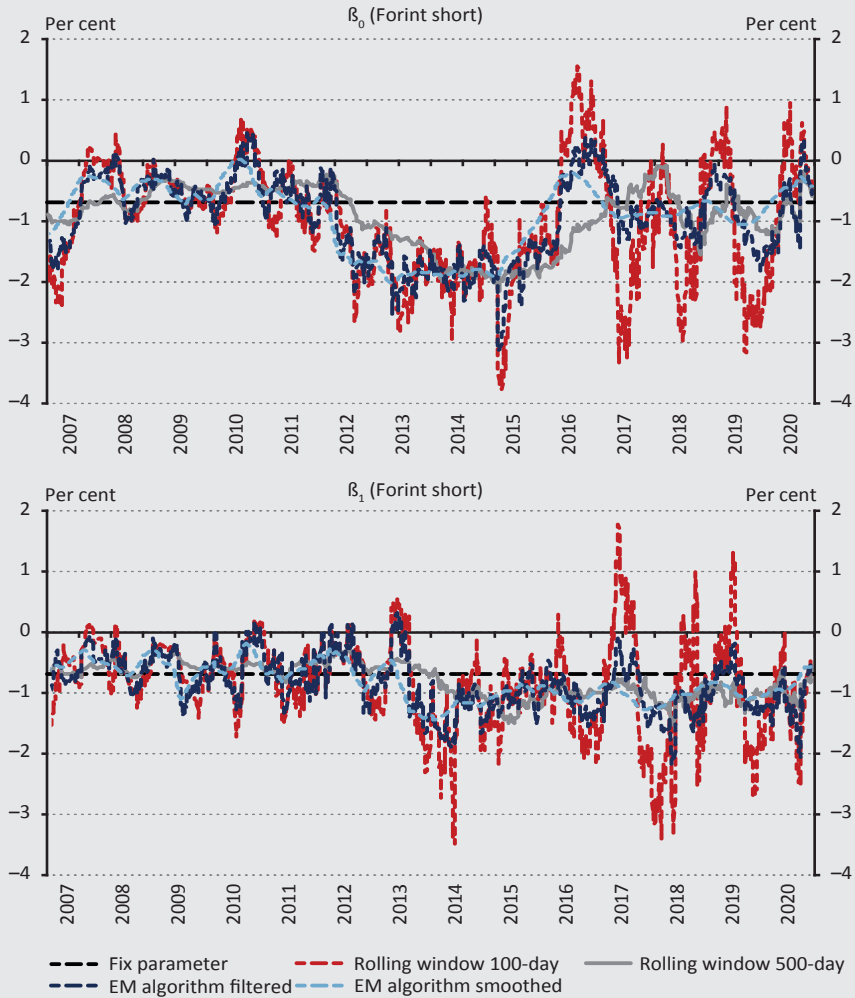 ß0 (Forint short)
Per cent Per cent
2 2
1 1
0 0
−1 −1
−2 −2
−3 −3
−4 −4
2007 2008 2009 2010 2011 2012 2013 2014 2015 2016 2017 2018 2019 2020
ß1 (Forint short)
Per cent Per cent
2 2
1 1
0 0
−1 −1
−2 −2
−3 −3
−4 −4
2007 2008 2009 2010 2011 2012 2013 2014 2015 2016 2017 2018 2019 2020
Fix parameter Rolling window 100-day Rolling window 500-day
EM algorithm filtered EM algorithm smoothed